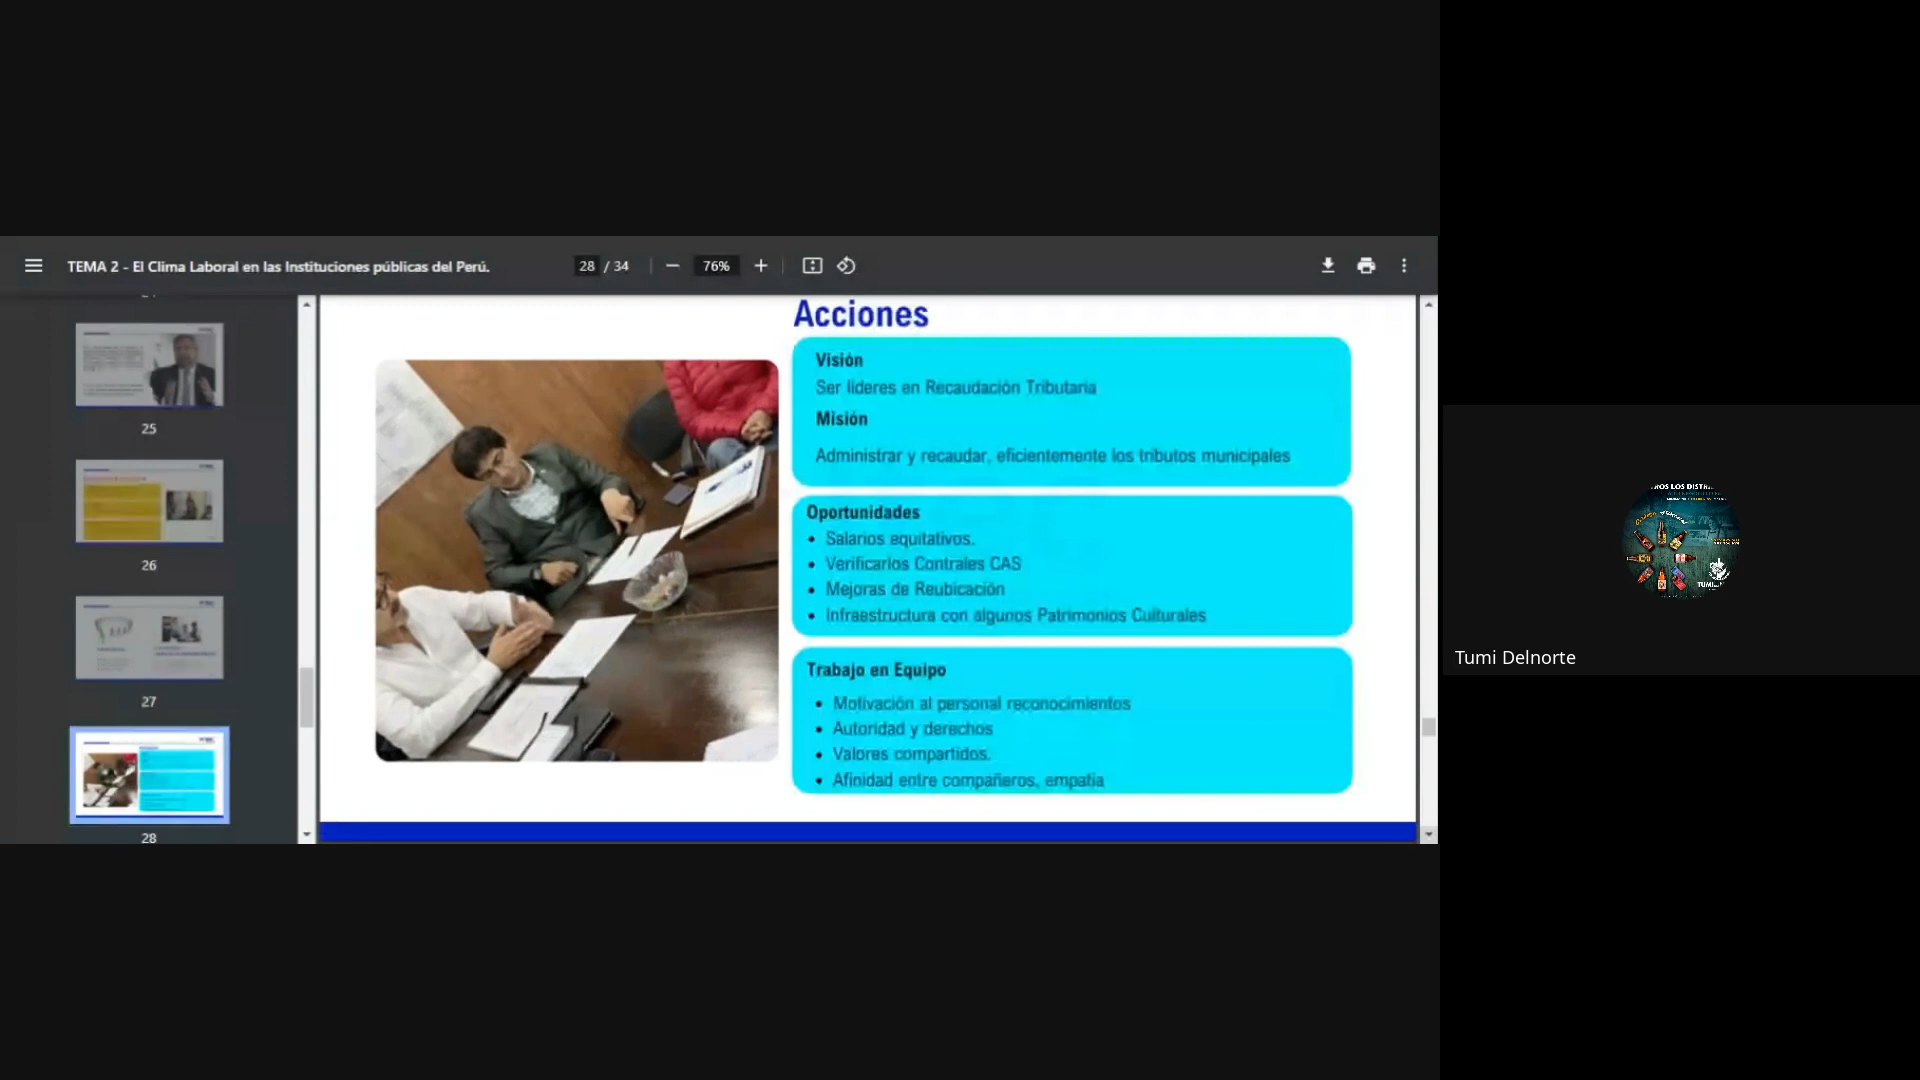 TEMA 2 - El Clima Laboral en las Instituciones públicas del Perú.
28 / 34
76%
25
26
27
28
Acciones
Visión
Ser líderes en Recaudación Tributaria
Misión
Administrar y recaudar, eficientemente los tributos municipales
Oportunidades
• Salarios equitativos.
• Verificarlos Contrales CAS
• Mejoras de Reubicación
• Infraestructura con algunos Patrimonios Culturales
Trabajo en Equipo
• Motivación al personal reconocimientos
• Autoridad y derechos
• Valores compartidos.
• Afinidad entre compañeros, empatía
Tumi Delnorte